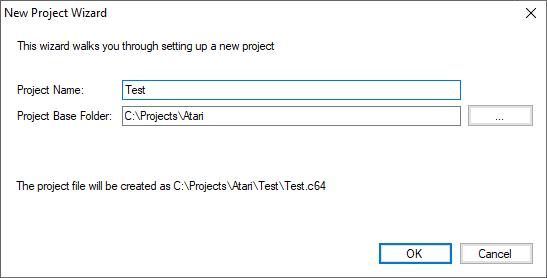 New Project Wizard
This wizard walks you through setting up a new project
Project Name: Test
Project Base Folder: C:\Projects\Atari ...
The project file will be created as C:\Projects\Atari\Test\Test.c64
OK Cancel